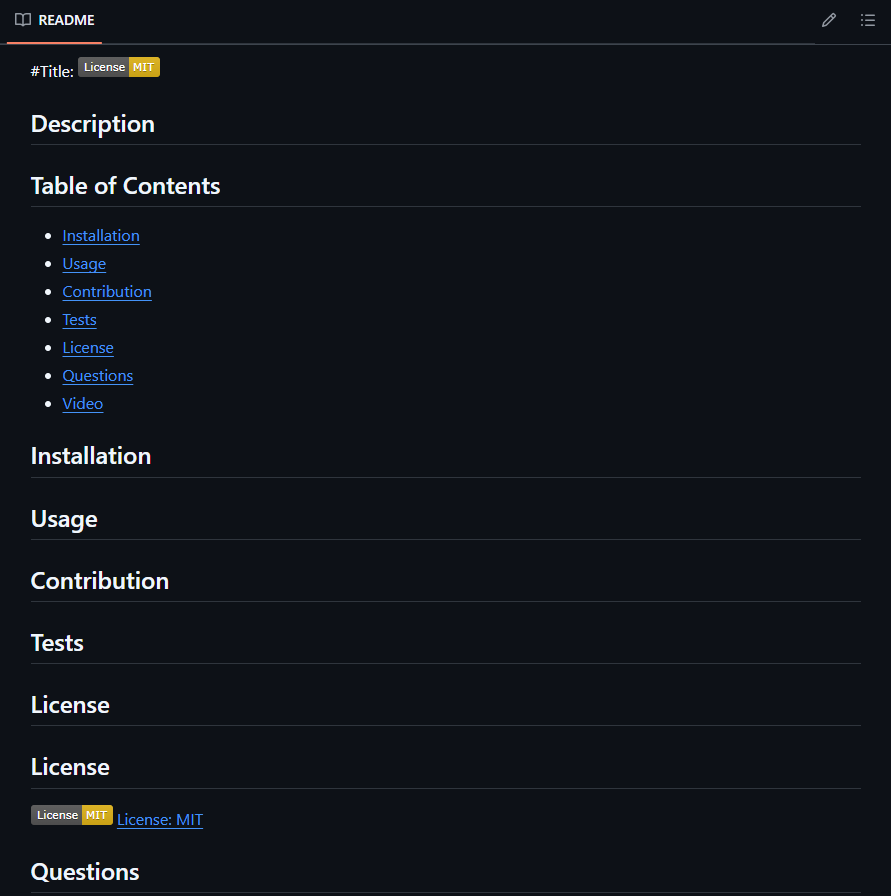 README
#Title: License MIT
Description
Table of Contents
Installation
Usage
Contribution
Tests
License
Questions
Video
Installation
Usage
Contribution
Tests
License
License
License MIT License: MIT
Questions